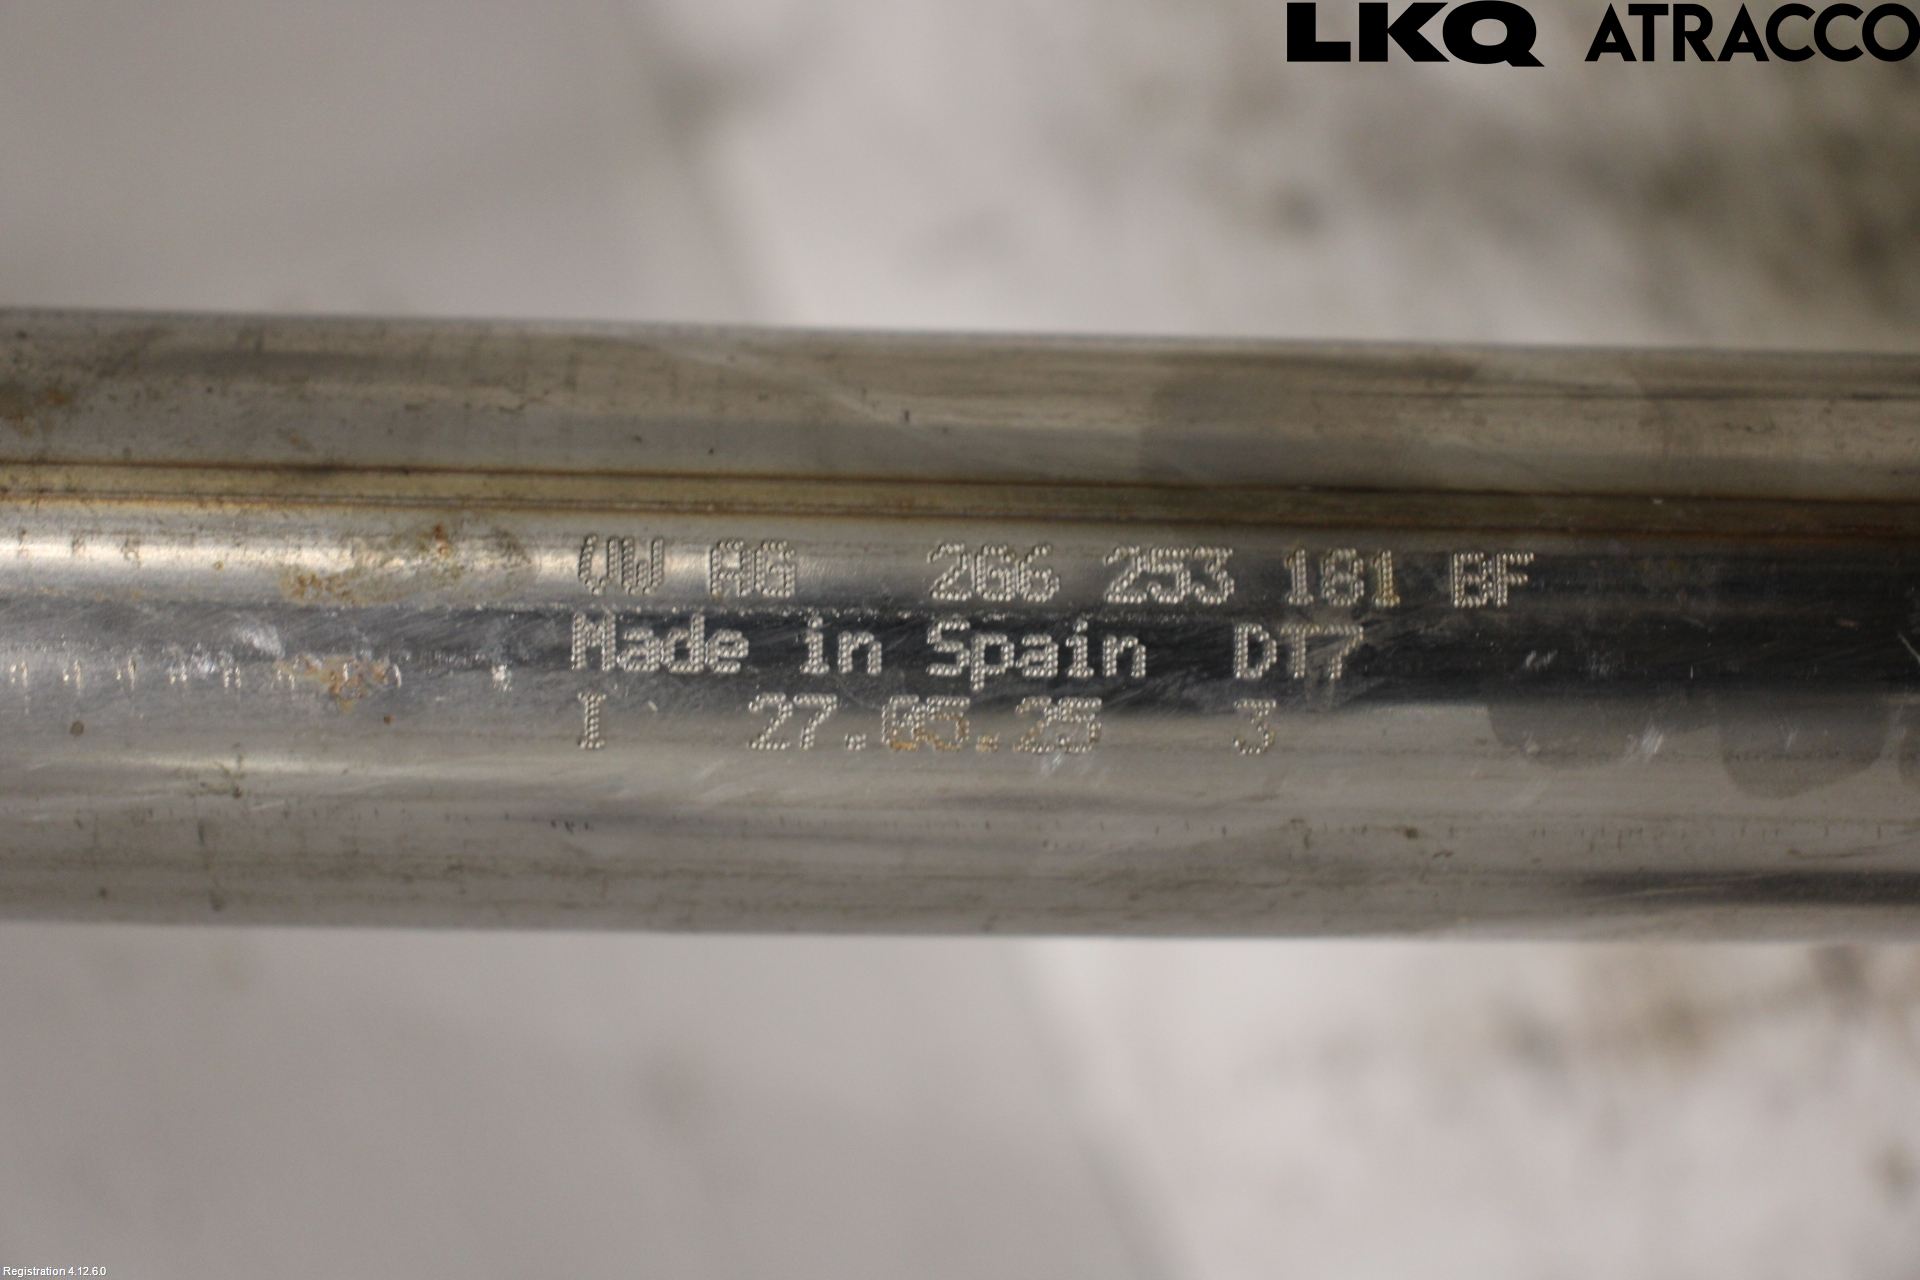 LKQ ATRACCO
VW AG 2G6 253 181 BF
Made in Spain DT7
I 27.05.25 3
Registration 4.12.6.0